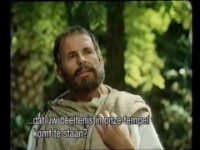 ...dat uw beeltenis in onze tempel
komt te staan?